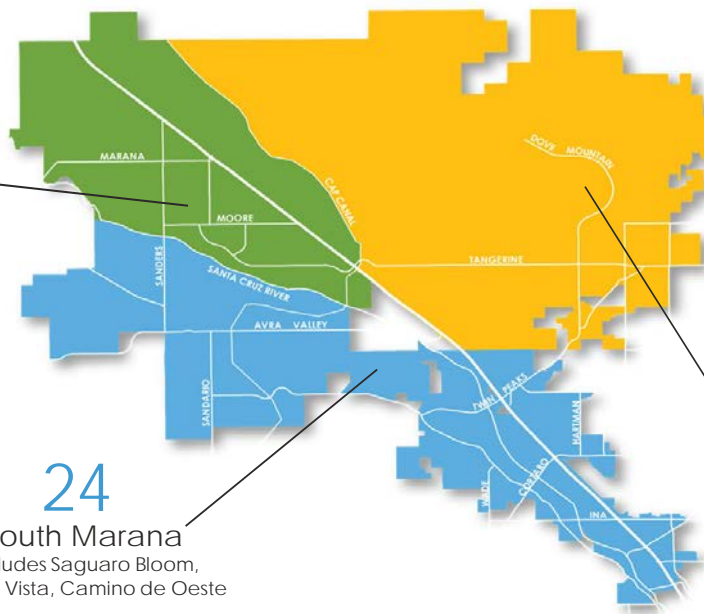 DOVE MOUNTAIN
MARANA
CAP CANAL
MOORE
SANDERS
TANGERINE
SANTA CRUZ RIVER
AVRA VALLEY
SANDARIO
TWIN PEAKS
HARTMAN
CORTARO
WADE
INA
24
outh Marana
ludes Saguaro Bloom,
Vista, Camino de Oeste